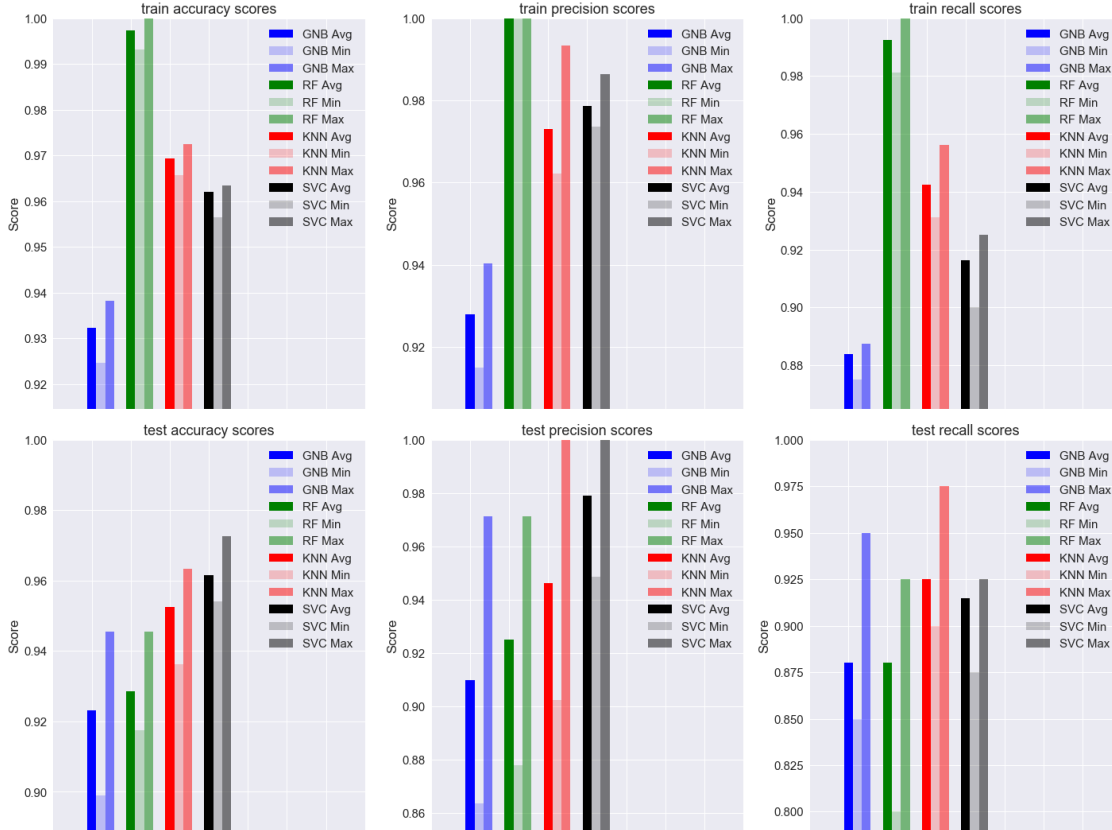 train accuracy scores
Score
1.00
0.99
0.98
0.97
0.96
0.95
0.94
0.93
0.92
GNB Avg
GNB Min
GNB Max
RF Avg
RF Min
RF Max
KNN Avg
KNN Min
KNN Max
SVC Avg
SVC Min
SVC Max
train precision scores
Score
1.00
0.98
0.96
0.94
0.92
GNB Avg
GNB Min
GNB Max
RF Avg
RF Min
RF Max
KNN Avg
KNN Min
KNN Max
SVC Avg
SVC Min
SVC Max
train recall scores
Score
1.00
0.98
0.96
0.94
0.92
0.90
0.88
GNB Avg
GNB Min
GNB Max
RF Avg
RF Min
RF Max
KNN Avg
KNN Min
KNN Max
SVC Avg
SVC Min
SVC Max
test accuracy scores
Score
1.00
0.98
0.96
0.94
0.92
0.90
GNB Avg
GNB Min
GNB Max
RF Avg
RF Min
RF Max
KNN Avg
KNN Min
KNN Max
SVC Avg
SVC Min
SVC Max
test precision scores
Score
1.00
0.98
0.96
0.94
0.92
0.90
0.88
0.86
GNB Avg
GNB Min
GNB Max
RF Avg
RF Min
RF Max
KNN Avg
KNN Min
KNN Max
SVC Avg
SVC Min
SVC Max
test recall scores
Score
1.000
0.975
0.950
0.925
0.900
0.875
0.850
0.825
0.800
GNB Avg
GNB Min
GNB Max
RF Avg
RF Min
RF Max
KNN Avg
KNN Min
KNN Max
SVC Avg
SVC Min
SVC Max